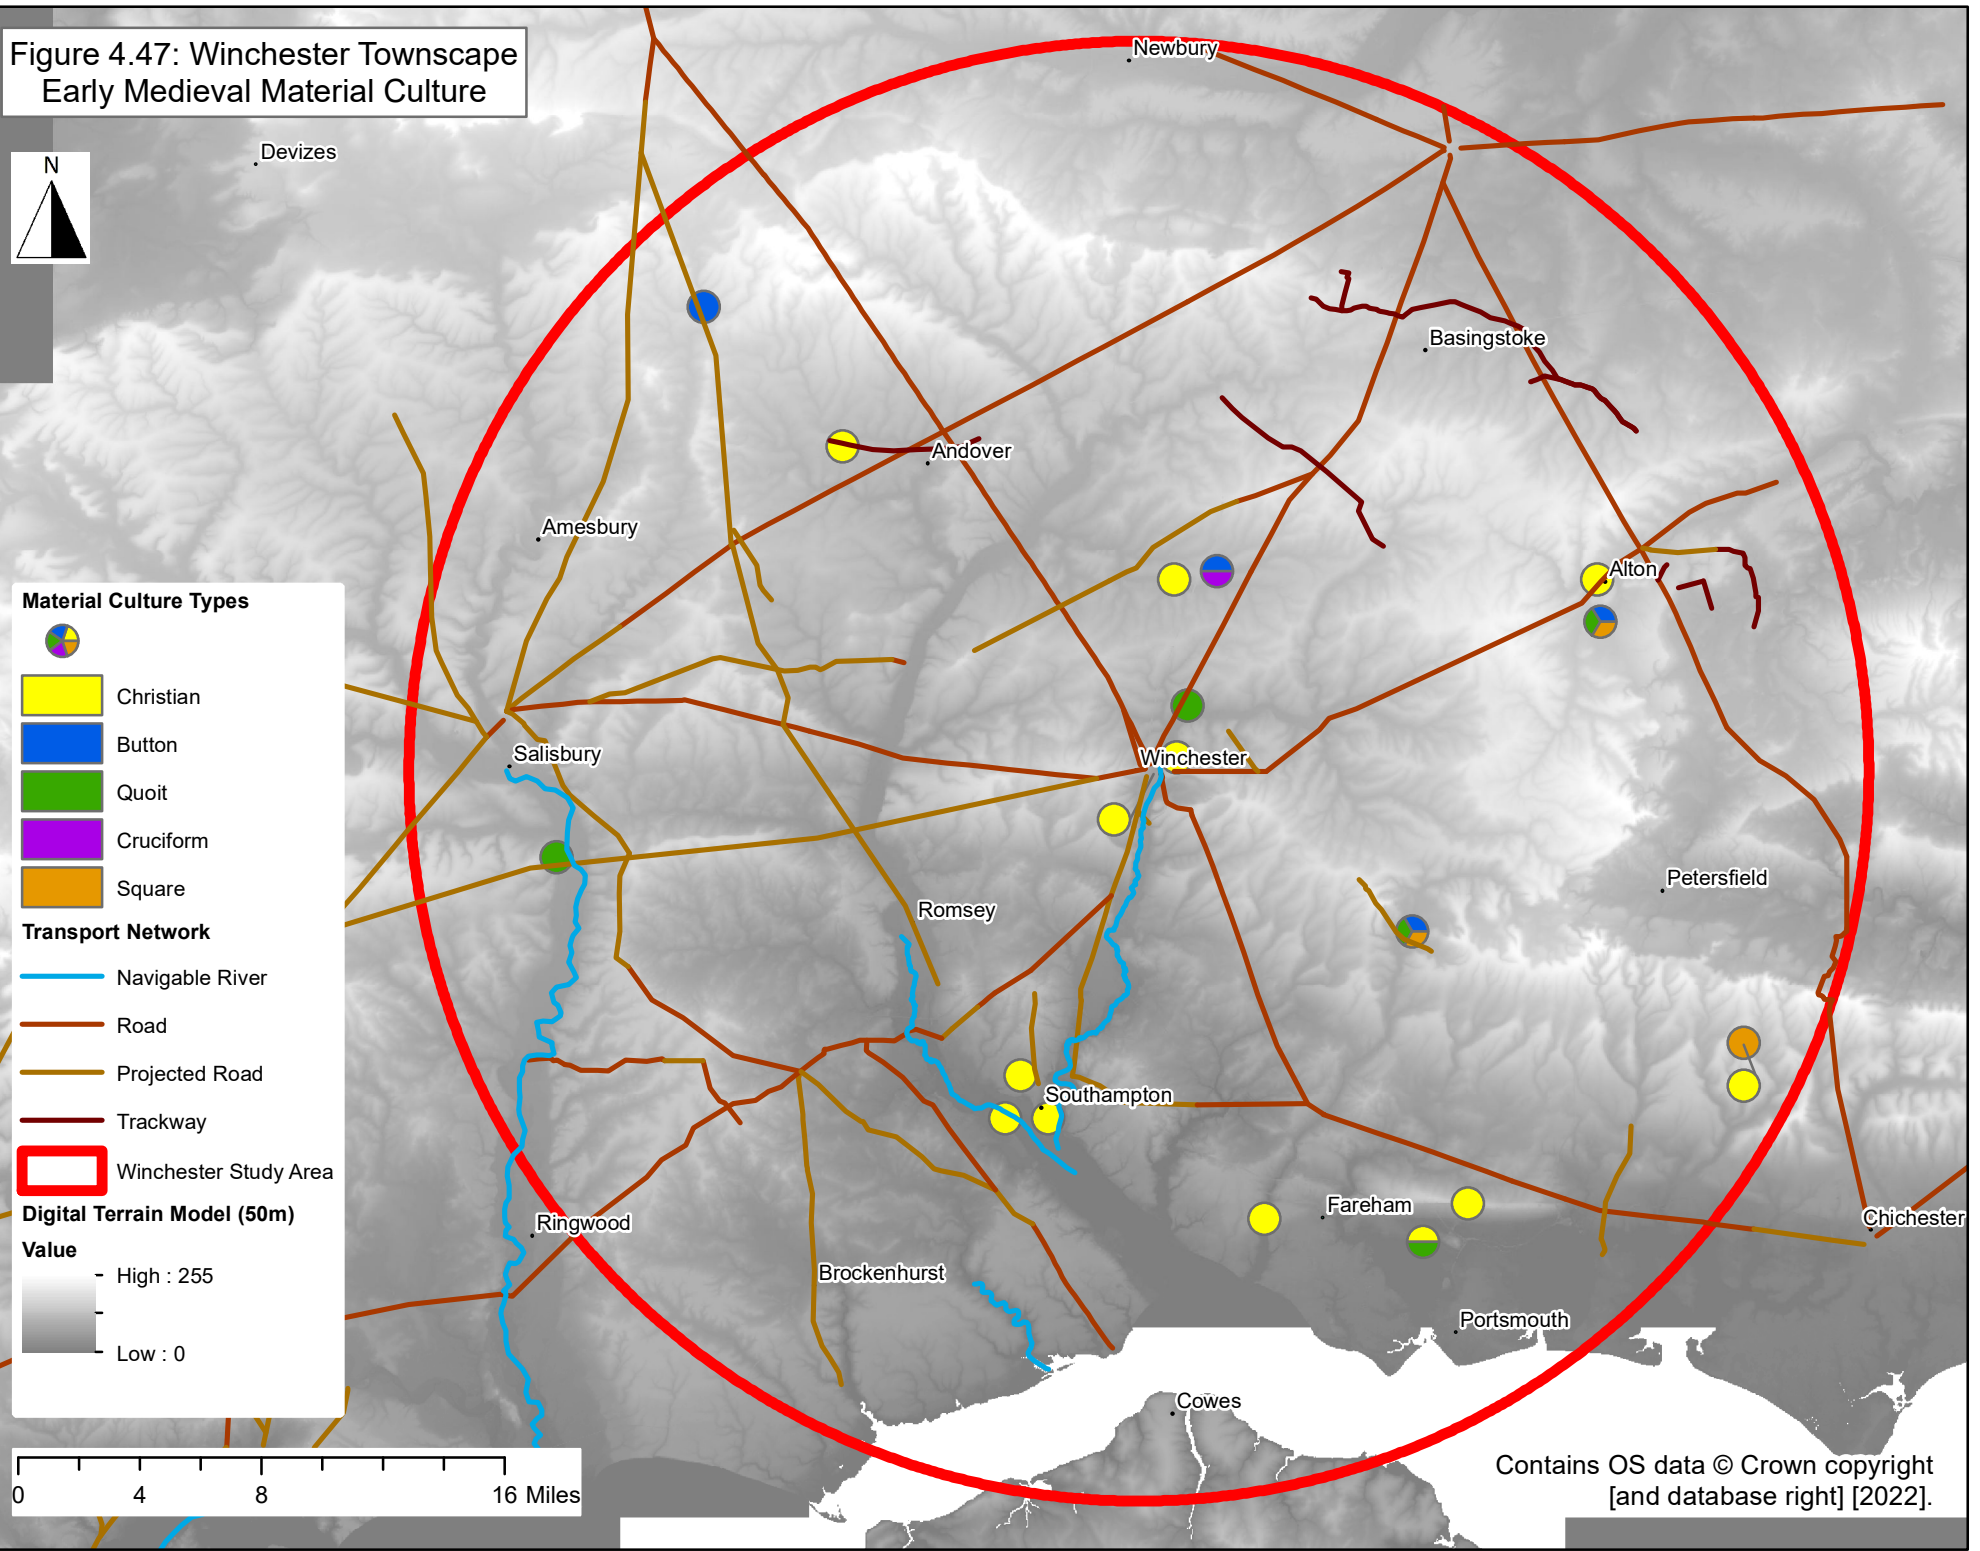 Figure 4.47: Winchester Townscape
Early Medieval Material Culture
Newbury
Devizes
N
Basingstoke
Andover
Amesbury
Alton
Material Culture Types
Christian
Button
Quoit
Cruciform
Square
Transport Network
Navigable River
Road
Projected Road
Trackway
Winchester Study Area
Digital Terrain Model (50m)
Value
High : 255
Low : 0
Salisbury
Winchester
Petersfield
Romsey
Southampton
Ringwood
Fareham
Chichester
Brockenhurst
Portsmouth
Cowes
0 4 8 16 Miles
Contains OS data © Crown copyright
[and database right] [2022].